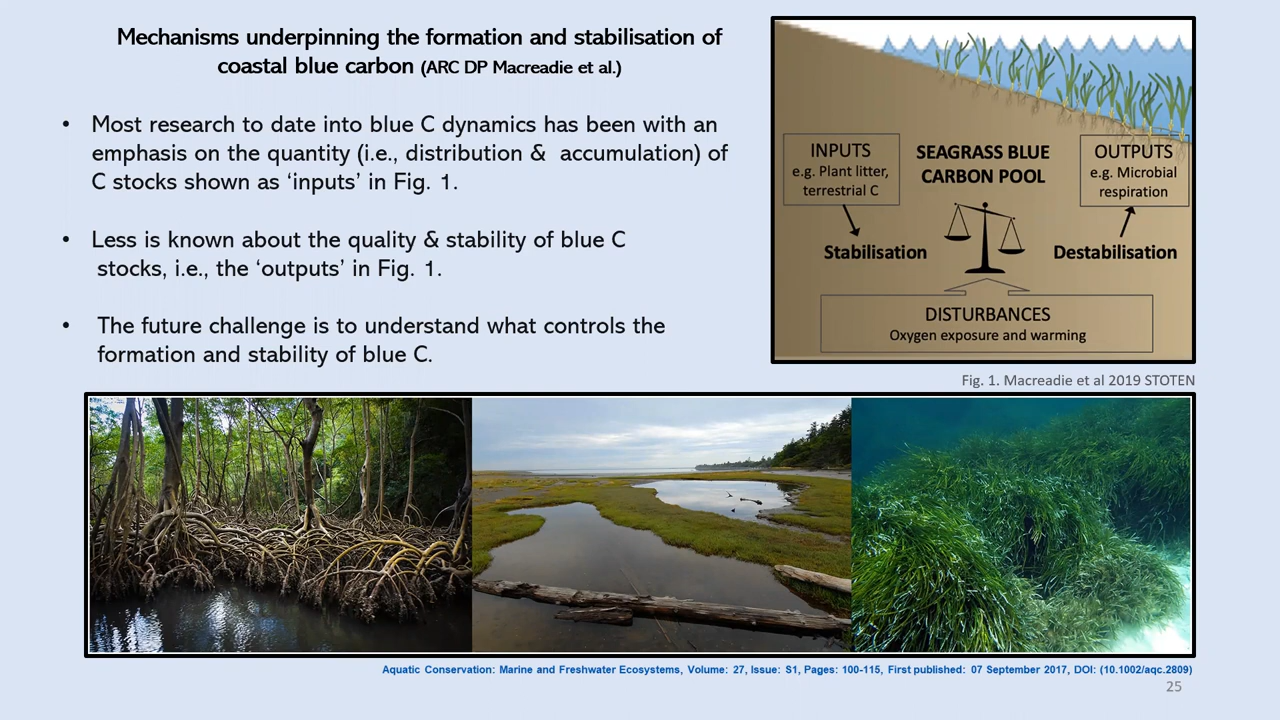 Mechanisms underpinning the formation and stabilisation of
coastal blue carbon (ARC DP Macreadie et al.)
• Most research to date into blue C dynamics has been with an
emphasis on the quantity (i.e., distribution & accumulation) of
C stocks shown as ‘inputs’ in Fig. 1.
• Less is known about the quality & stability of blue C
stocks, i.e., the ‘outputs’ in Fig. 1.
• The future challenge is to understand what controls the
formation and stability of blue C.
INPUTS
e.g. Plant litter,
terrestrial C
SEAGRASS BLUE
CARBON POOL
OUTPUTS
e.g. Microbial
respiration
Stabilisation
Destabilisation
DISTURBANCES
Oxygen exposure and warming
Fig. 1. Macreadie et al 2019 STOTEN
Aquatic Conservation: Marine and Freshwater Ecosystems, Volume: 27, Issue: S1, Pages: 100-115, First published: 07 September 2017, DOI: (10.1002/aqc.2809)
25